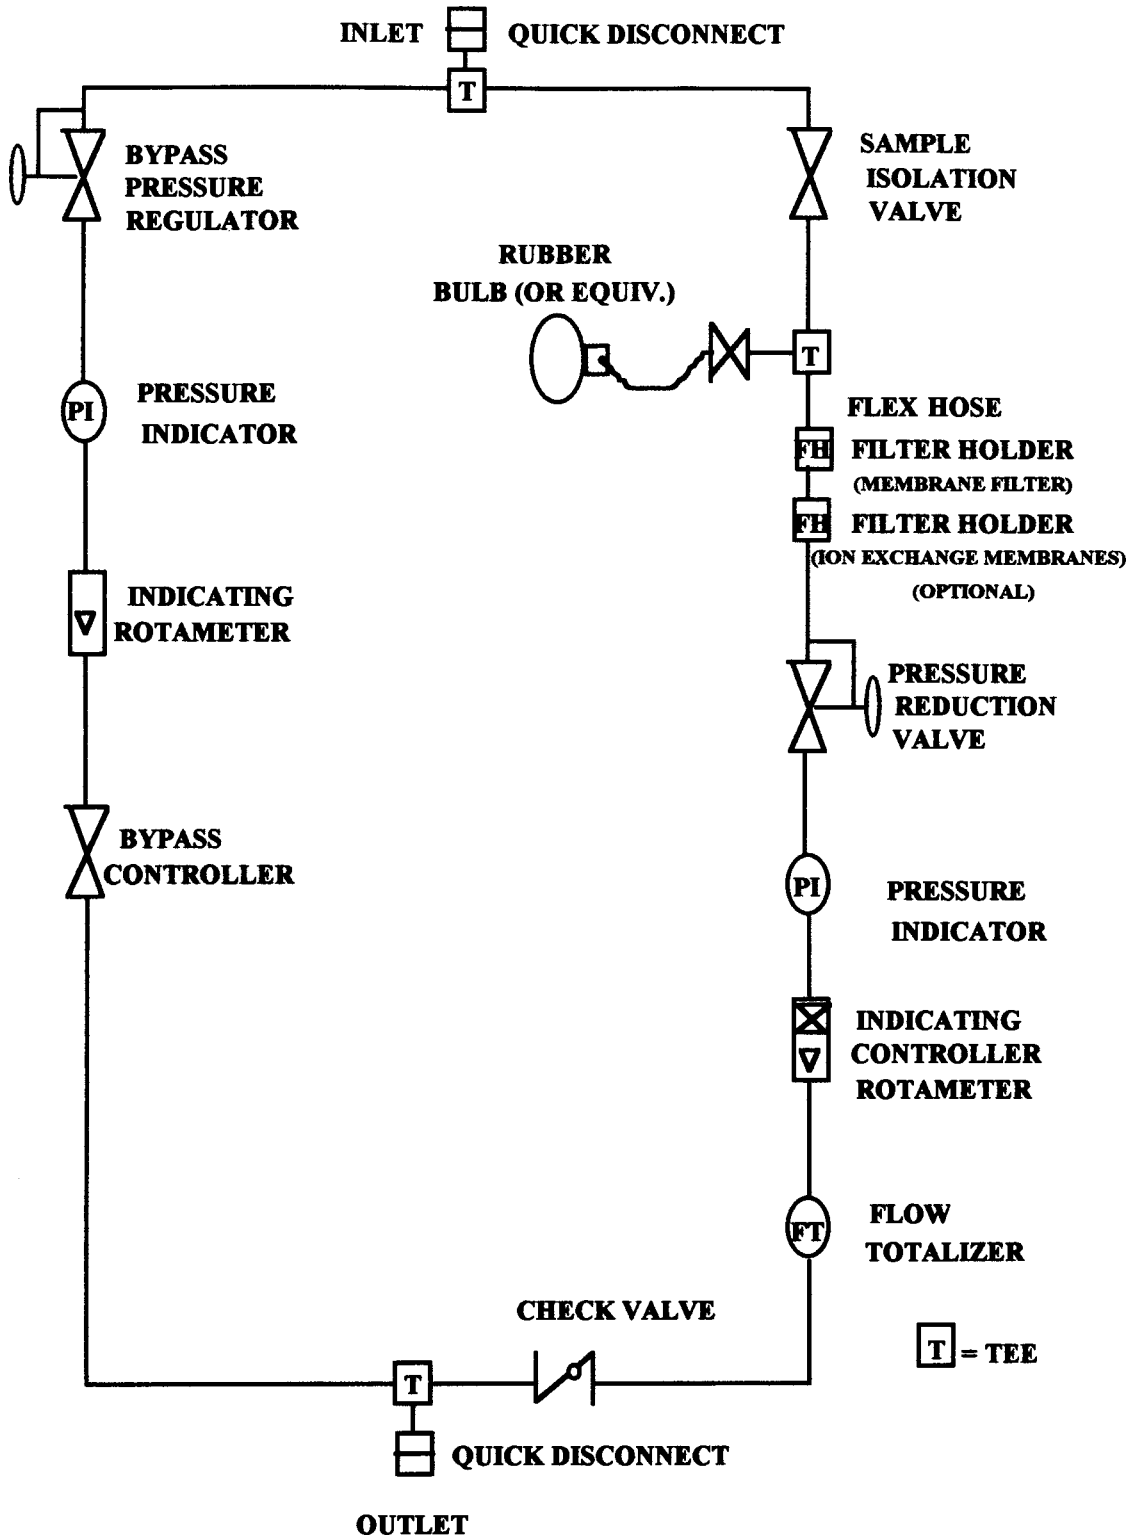 INLET
QUICK DISCONNECT
T
BYPASS
PRESSURE
REGULATOR
SAMPLE
ISOLATION
VALVE
RUBBER
BULB (OR EQUIV.)
T
PRESSURE
PI
INDICATOR
FLEX HOSE
FH
FILTER HOLDER
(MEMBRANE FILTER)
FH
FILTER HOLDER
(ION EXCHANGE MEMBRANES)
(OPTIONAL)
INDICATING
ROTAMETER
PRESSURE
REDUCTION
VALVE
BYPASS
CONTROLLER
PI
PRESSURE
INDICATOR
INDICATING
CONTROLLER
ROTAMETER
FLOW
FT
TOTALIZER
CHECK VALVE
T = TEE
T
QUICK DISCONNECT
OUTLET